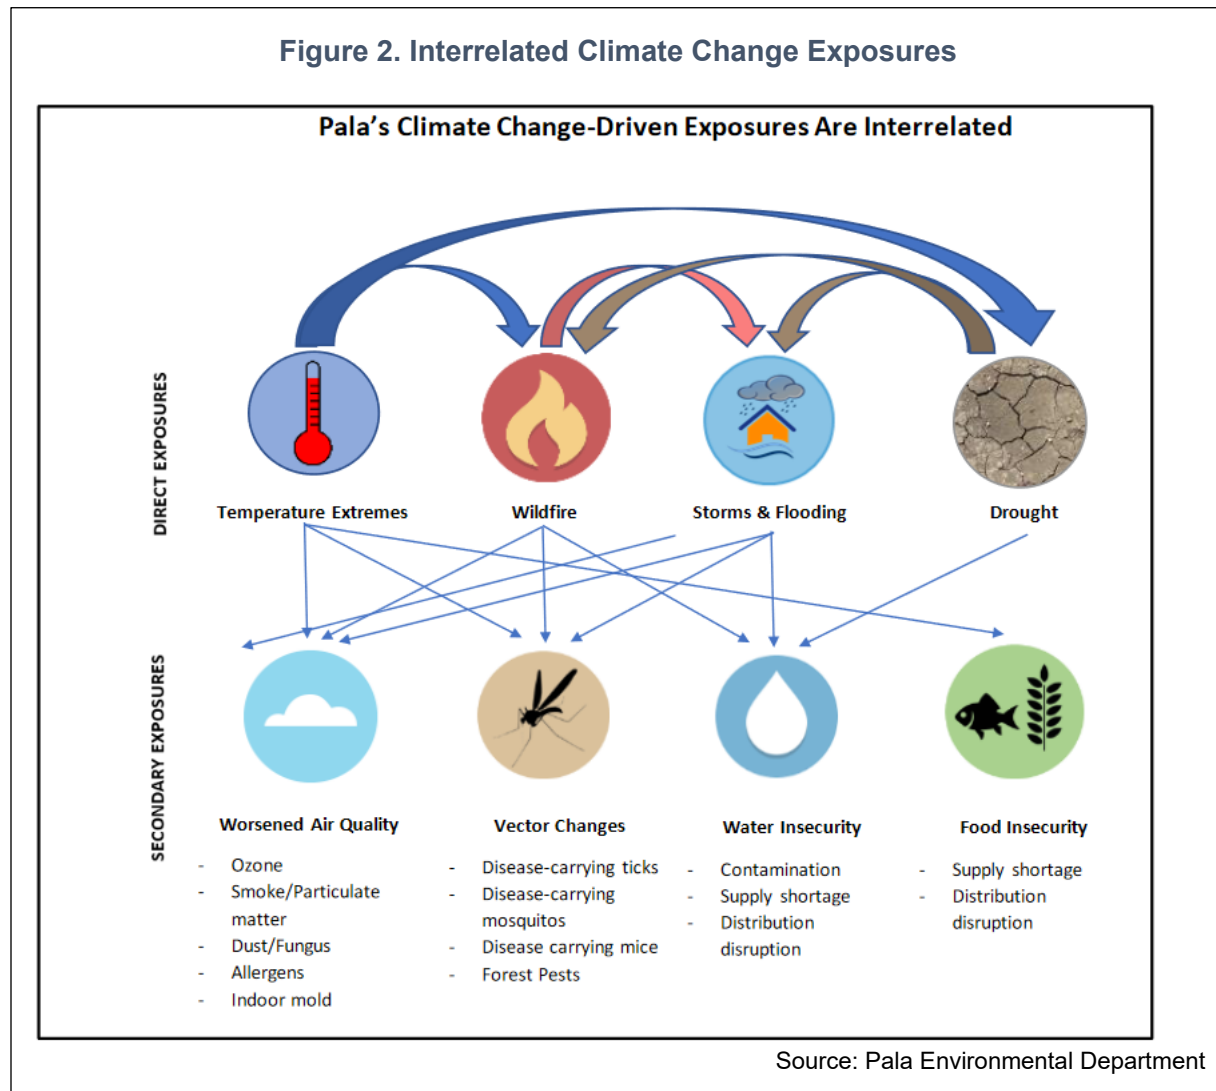 Figure 2. Interrelated Climate Change Exposures
Pala's Climate Change-Driven Exposures Are Interrelated
DIRECT EXPOSURES
Temperature Extremes
Wildfire
Storms & Flooding
Drought
SECONDARY EXPOSURES
Worsened Air Quality
- Ozone
- Smoke/Particulate
matter
- Dust/Fungus
- Allergens
- Indoor mold
Vector Changes
- Disease-carrying ticks
- Disease-carrying
mosquitos
- Disease carrying mice
- Forest Pests
Water Insecurity
- Contamination
- Supply shortage
- Distribution
disruption
Food Insecurity
- Supply shortage
- Distribution
disruption
Source: Pala Environmental Department